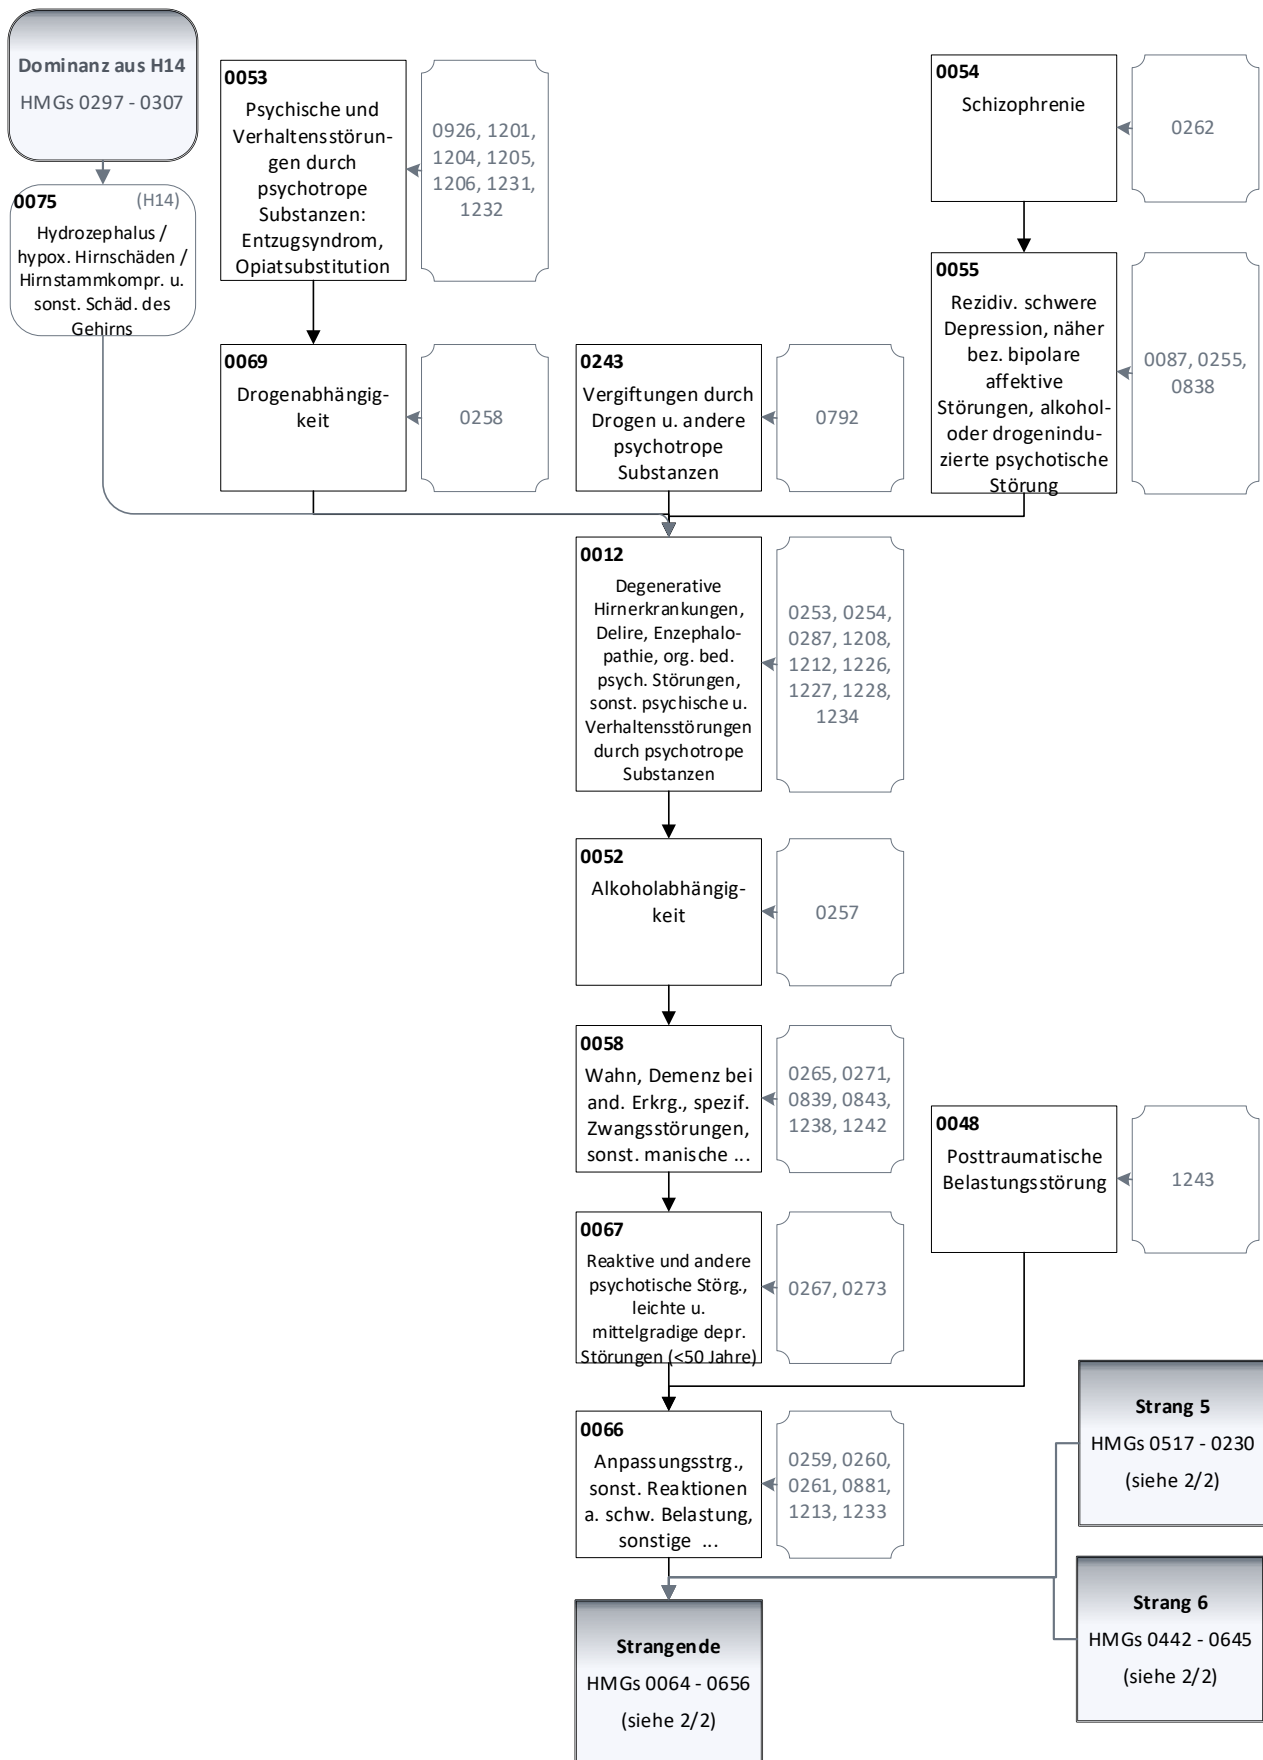 Dominanz aus H14
HMGs 0297 - 0307
0075 (H14)
Hydrozephalus /
hypox. Hirnschäden /
Hirnstammkompr. u.
sonst. Schäd. des
Gehirns
0053
Psychische und
Verhaltensstörun-
gen durch
psychotrope
Substanzen:
Entzugsyndrom,
Opiatsubstitution
0926, 1201,
1204, 1205,
1206, 1231,
1232
0054
Schizophrenie
0262
0055
Rezidiv. schwere
Depression, näher
bez. bipolare
affektive
Störungen, alkohol-
oder drogenindu-
zierte psychotische
Störung
0087, 0255,
0838
0069
Drogenabhängig-
keit
0258
0243
Vergiftungen durch
Drogen u. andere
psychotrope
Substanzen
0792
0012
Degenerative
Hirnerkrankungen,
Delire, Enzephalo-
pathie, org. bed.
psych. Störungen,
sonst. psychische u.
Verhaltensstörungen
durch psychotrope
Substanzen
0253, 0254,
0287, 1208,
1212, 1226,
1227, 1228,
1234
0052
Alkoholabhängig-
keit
0257
0058
Wahn, Demenz bei
and. Erkrg., spezif.
Zwangsstörungen,
sonst. manische ...
0265, 0271,
0839, 0843,
1238, 1242
0048
Posttraumatische
Belastungsstörung
1243
0067
Reaktive und andere
psychotische Störg.,
leichte u.
mittelgradige depr.
Störungen (<50 Jahre)
0267, 0273
0066
Anpassungsstrg.,
sonst. Reaktionen
a. schw. Belastung,
sonstige ...
0259, 0260,
0261, 0881,
1213, 1233
Strang 5
HMGs 0517 - 0230
(siehe 2/2)
Strang 6
HMGs 0442 - 0645
(siehe 2/2)
Strangende
HMGs 0064 - 0656
(siehe 2/2)